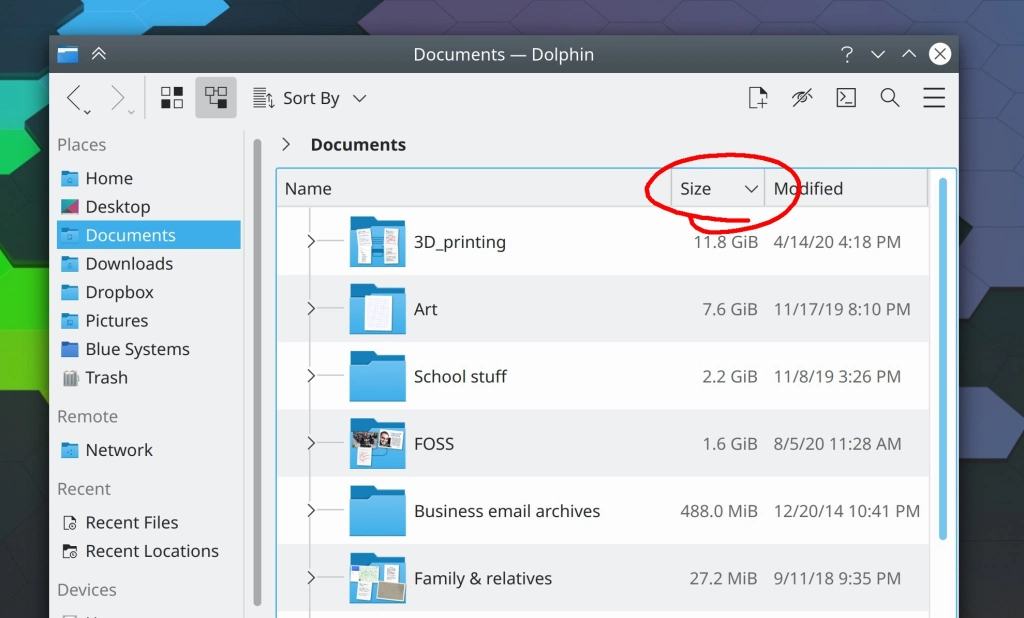 Documents — Dolphin
Sort By
Places
Home
Desktop
Documents
Downloads
Dropbox
Pictures
Blue Systems
Trash
Remote
Network
Recent
Recent Files
Recent Locations
Devices
Documents
Name Size Modified
3D_printing 11.8 GiB 4/14/20 4:18 PM
Art 7.6 GiB 11/17/19 8:10 PM
School stuff 2.2 GiB 11/8/19 3:26 PM
FOSS 1.6 GiB 8/5/20 11:28 AM
Business email archives 488.0 MiB 12/20/14 10:41 PM
Family & relatives 27.2 MiB 9/11/18 9:35 PM